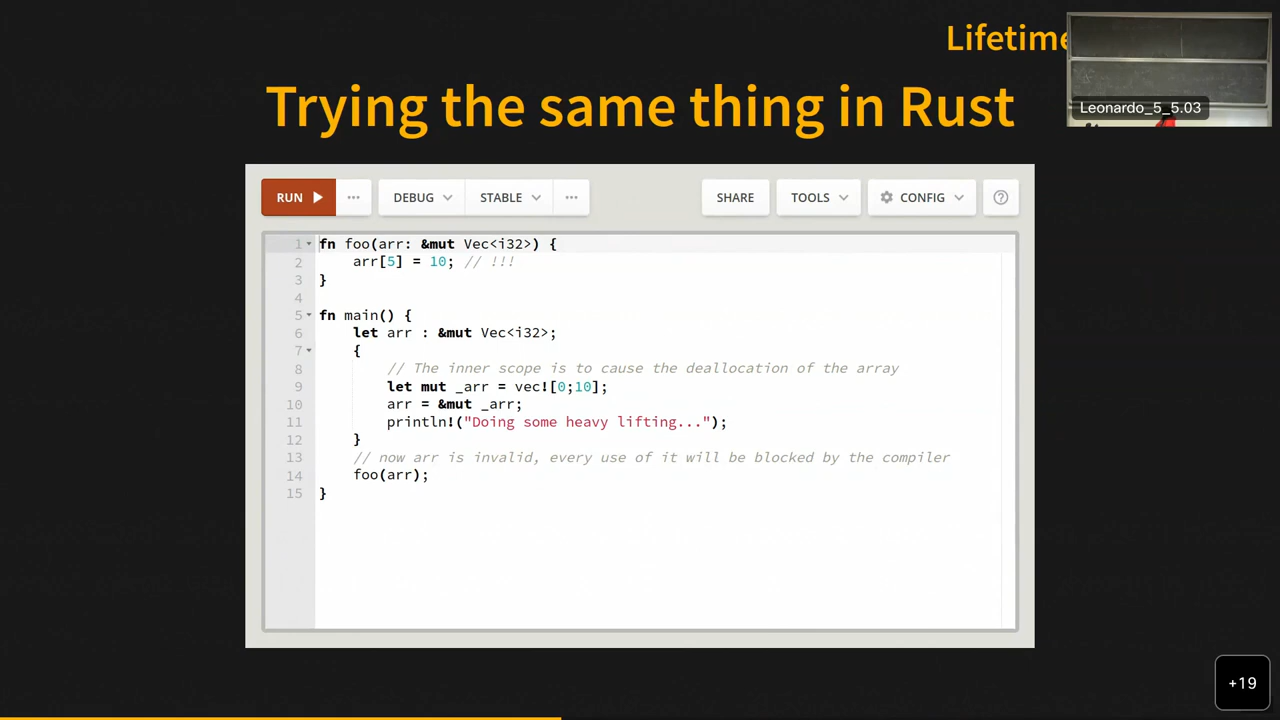 Lifetime
Trying the same thing in Rust
Leonardo_5_5.03
RUN ··· DEBUG STABLE ··· SHARE TOOLS CONFIG ?
1 fn foo(arr: &mut Vec<i32>) {
2     arr[5] = 10; // !!!
3 }
4
5 fn main() {
6     let arr : &mut Vec<i32>;
7     {
8         // The inner scope is to cause the deallocation of the array
9         let mut _arr = vec![0;10];
10         arr = &mut _arr;
11         println!("Doing some heavy lifting...");
12     }
13     // now arr is invalid, every use of it will be blocked by the compiler
14     foo(arr);
15 }
+19